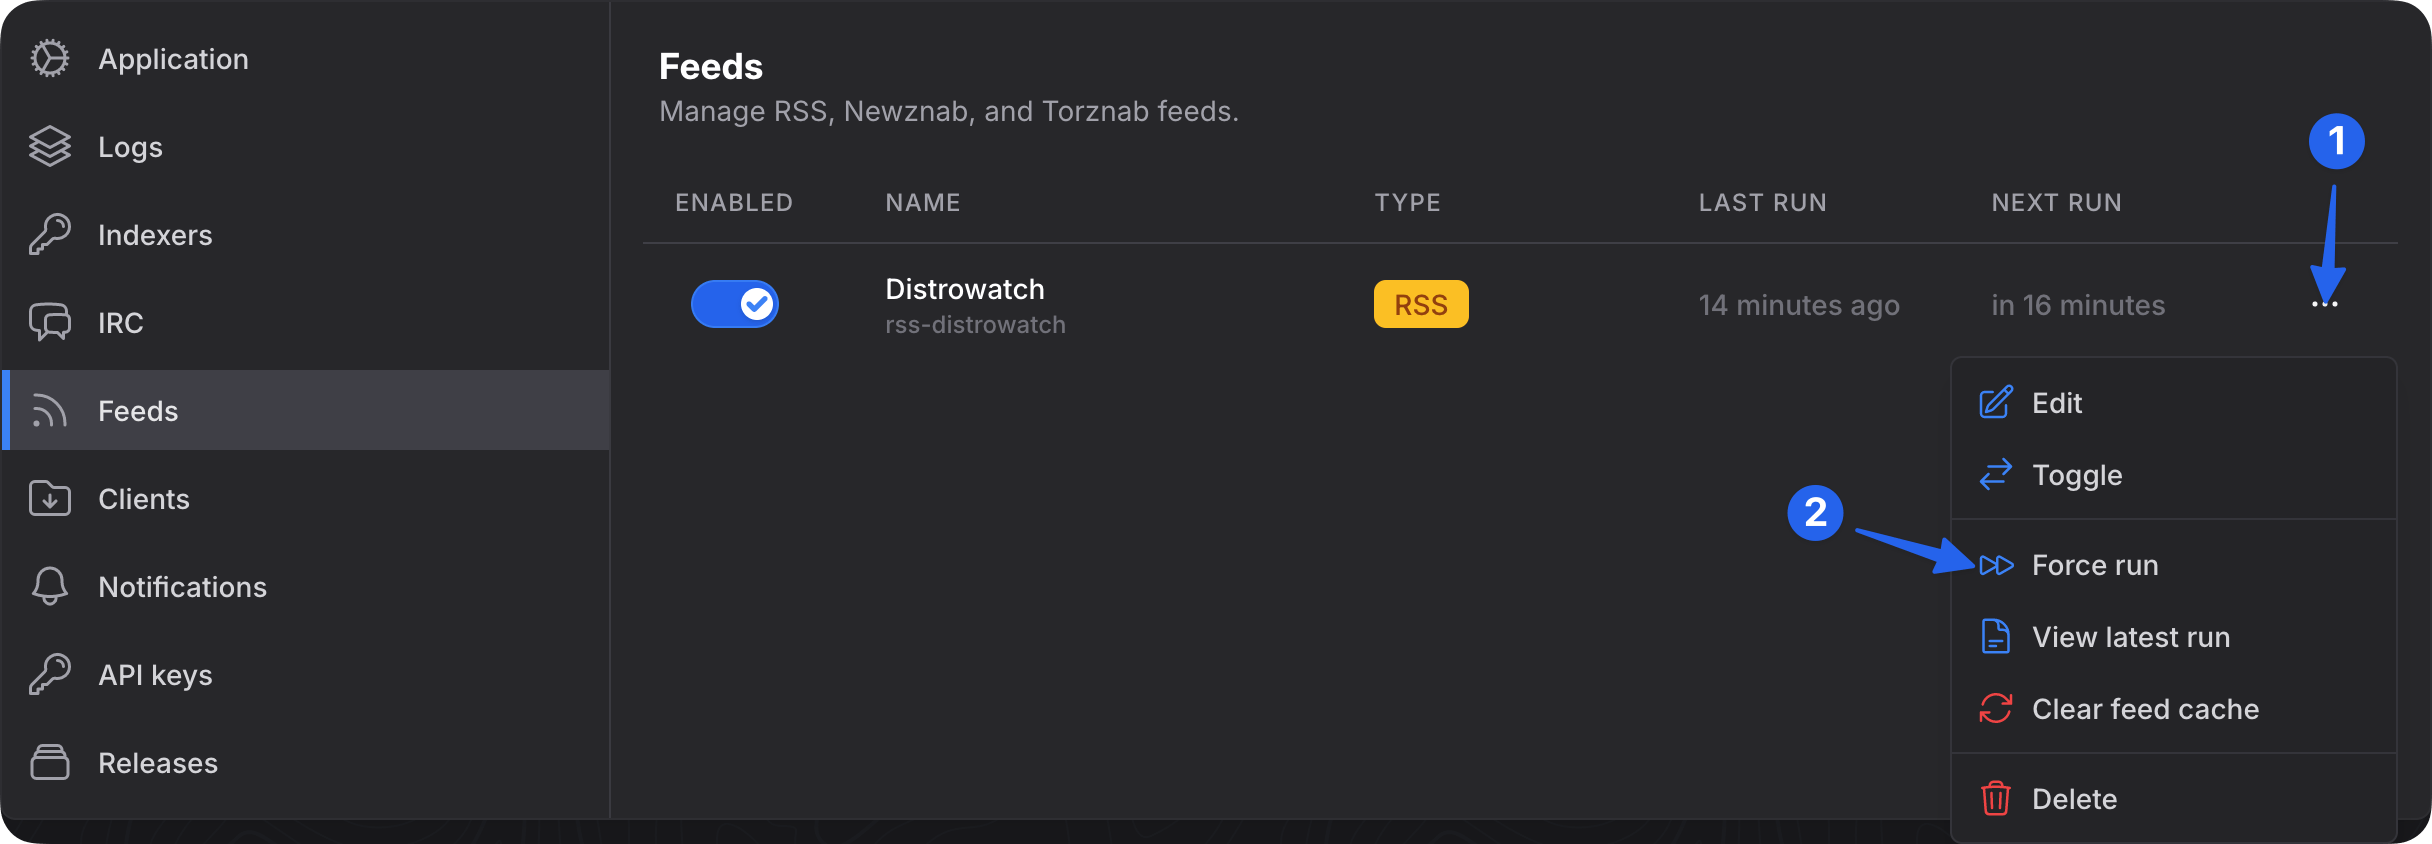 Application
Logs
Indexers
IRC
Feeds
Clients
Notifications
API keys
Releases
Feeds
Manage RSS, Newznab, and Torznab feeds.
1
ENABLED NAME TYPE LAST RUN NEXT RUN
Distrowatch
rss-distrowatch
RSS
14 minutes ago
in 16 minutes
...
Edit
Toggle
2
Force run
View latest run
Clear feed cache
Delete